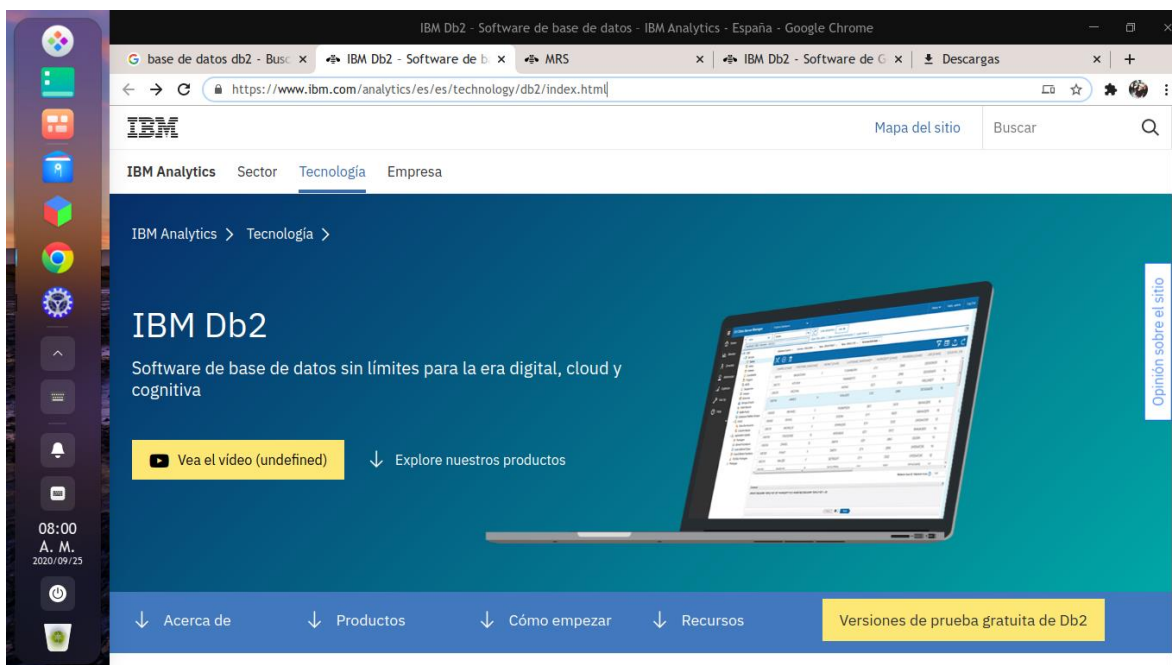 IBM Db2 - Software de base de datos - IBM Analytics - España - Google Chrome
base de datos db2 - Busc
IBM Db2 - Software de b
MRS
IBM Db2 - Software de G
Descargas
https://www.ibm.com/analytics/es/es/technology/db2/index.html
IBM
Mapa del sitio
Buscar
IBM Analytics Sector Tecnología Empresa
IBM Analytics > Tecnología >
IBM Db2
Software de base de datos sin límites para la era digital, cloud y
cognitiva
Vea el vídeo (undefined)
Explore nuestros productos
Opinión sobre el sitio
08:00
A. M.
2020/09/25
Acerca de
Productos
Cómo empezar
Recursos
Versiones de prueba gratuita de Db2